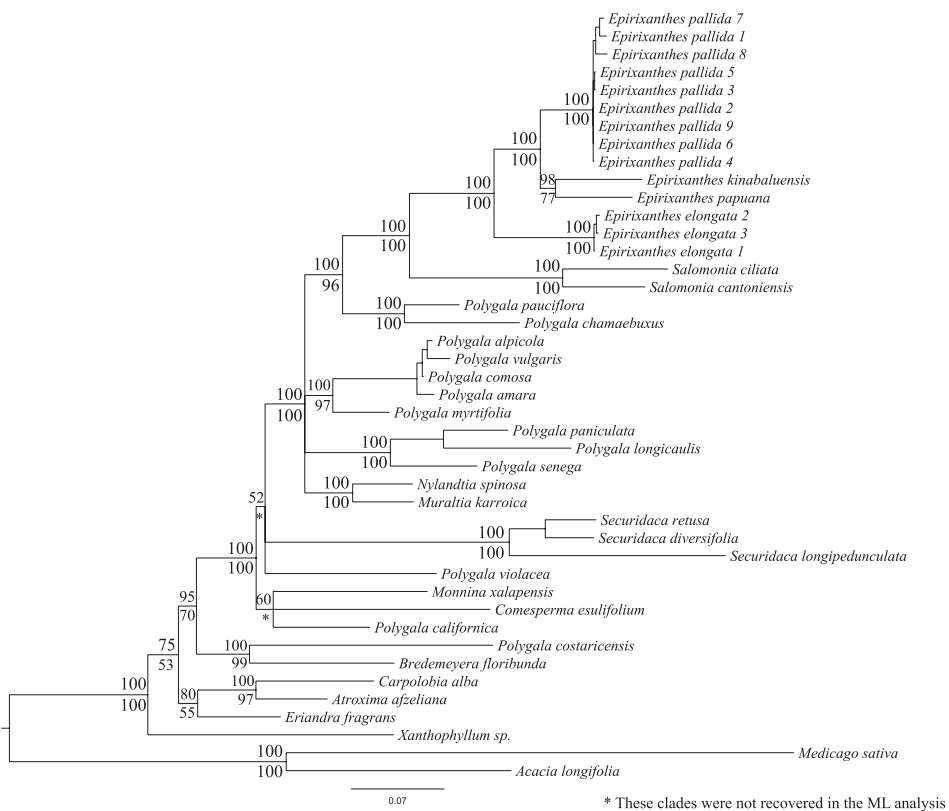 Epirixanthes pallida 7
Epirixanthes pallida 1
Epirixanthes pallida 8
Epirixanthes pallida 5
Epirixanthes pallida 3
100
Epirixanthes pallida 2
100
Epirixanthes pallida 9
100
Epirixanthes pallida 6
100
Epirixanthes pallida 4
98
Epirixanthes kinabaluensis
100
77
Epirixanthes papuana
100
Epirixanthes elongata 2
100
100
Epirixanthes elongata 3
100
100
Epirixanthes elongata 1
100
100
Salomonia ciliata
96
100
Salomonia cantoniensis
100
Polygala pauciflora
100
Polygala chamaebuxus
Polygala alpicola
Polygala vulgaris
Polygala comosa
100
100
Polygala amara
100
97
Polygala myrtifolia
Polygala paniculata
100
Polygala longicaulis
100
Polygala senega
100
Nylandtia spinosa
52
100
Muraltia karroica
*
Securidaca retusa
100
Securidaca diversifolia
100
100
Securidaca longipedunculata
100
Polygala violacea
Monnina xalapensis
95
60
Comesperma esulifolium
70
*
Polygala californica
75
100
Polygala costaricensis
53
99
Bredemeyera floribunda
100
100
Carpolobia alba
80
97
Atroxima afzeliana
100
55
Eriandra fragrans
Xanthophyllum sp.
100
Medicago sativa
100
Acacia longifolia
0.07
* These clades were not recovered in the ML analysis